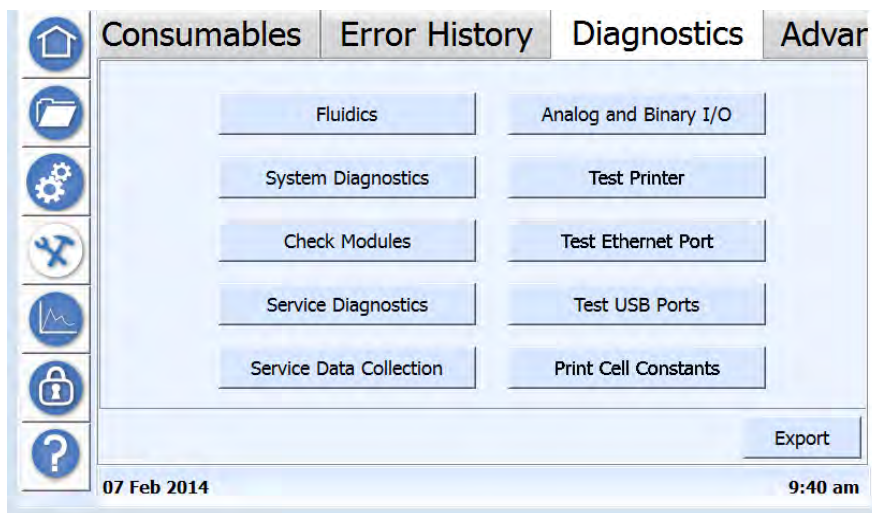 Consumables Error History Diagnostics Advan
Fluidics Analog and Binary I/O
System Diagnostics Test Printer
Check Modules Test Ethernet Port
Service Diagnostics Test USB Ports
Service Data Collection Print Cell Constants
Export
07 Feb 2014 9:40 am